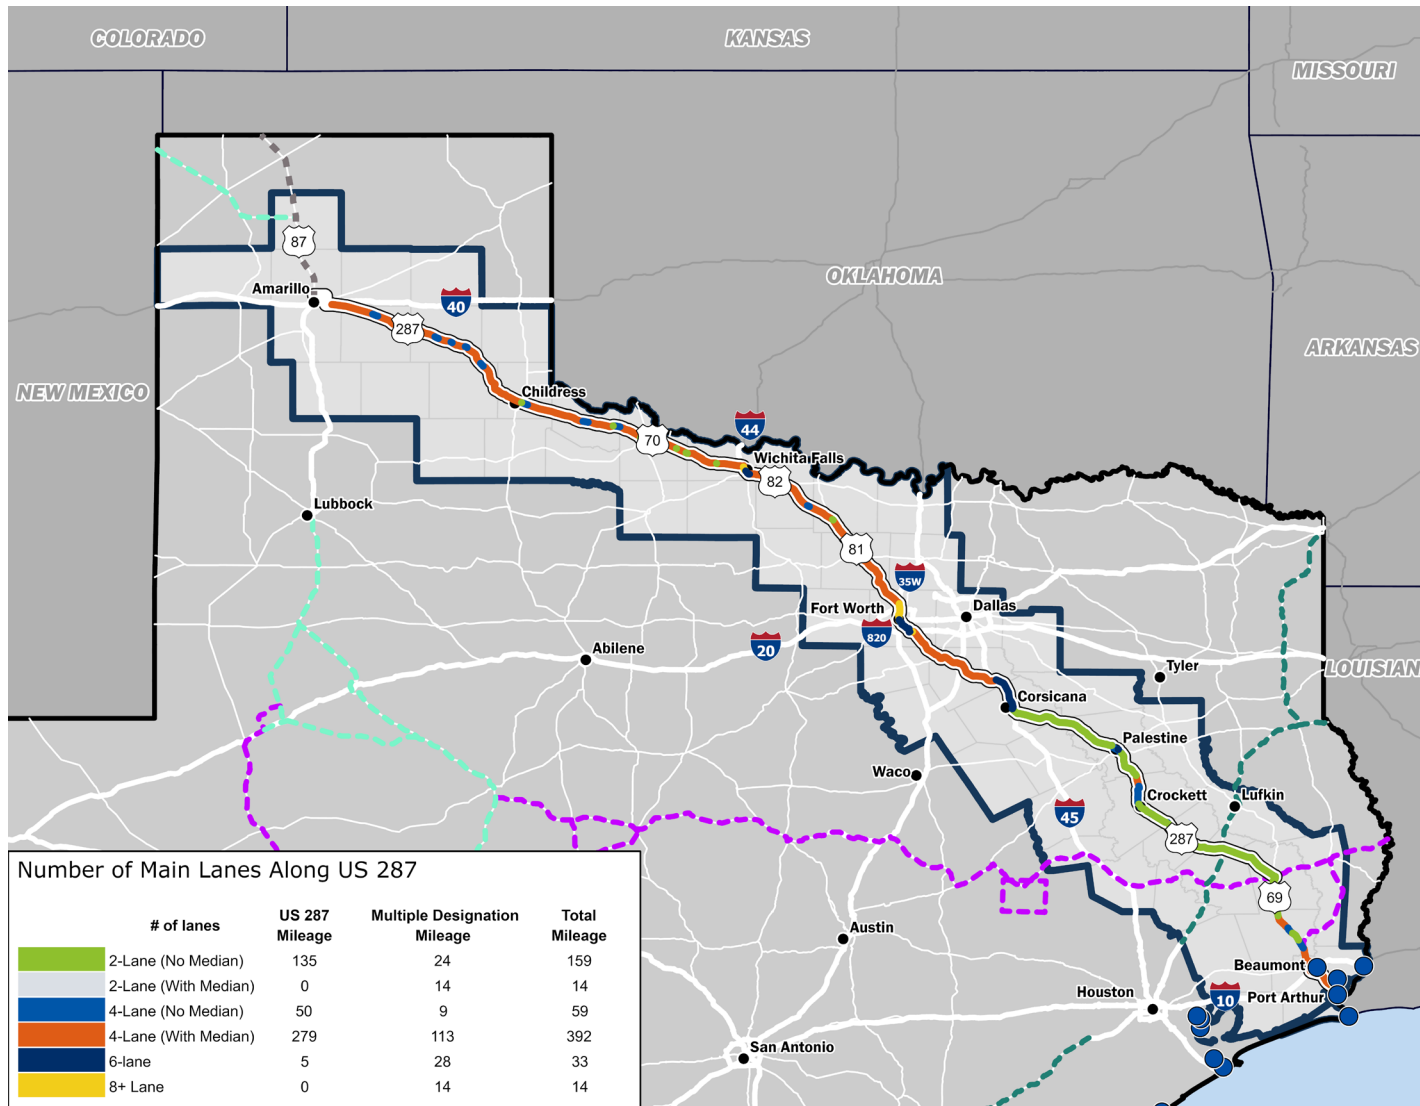 COLORADO
KANSAS
MISSOURI
OKLAHOMA
ARKANSAS
NEW MEXICO
LOUISIAN
87
Amarillo
40
287
Childress
44
70
Wichita Falls
82
Lubbock
81
35W
Fort Worth
Dallas
820
20
Abilene
Tyler
Corsicana
Palestine
Waco
Crockett
Lufkin
45
287
69
Austin
Beaumont
Houston
10
Port Arthur
San Antonio
Number of Main Lanes Along US 287
# of lanes US 287 Mileage Multiple Designation Mileage Total Mileage
2-Lane (No Median) 135 24 159
2-Lane (With Median) 0 14 14
4-Lane (No Median) 50 9 59
4-Lane (With Median) 279 113 392
6-lane 5 28 33
8+ Lane 0 14 14